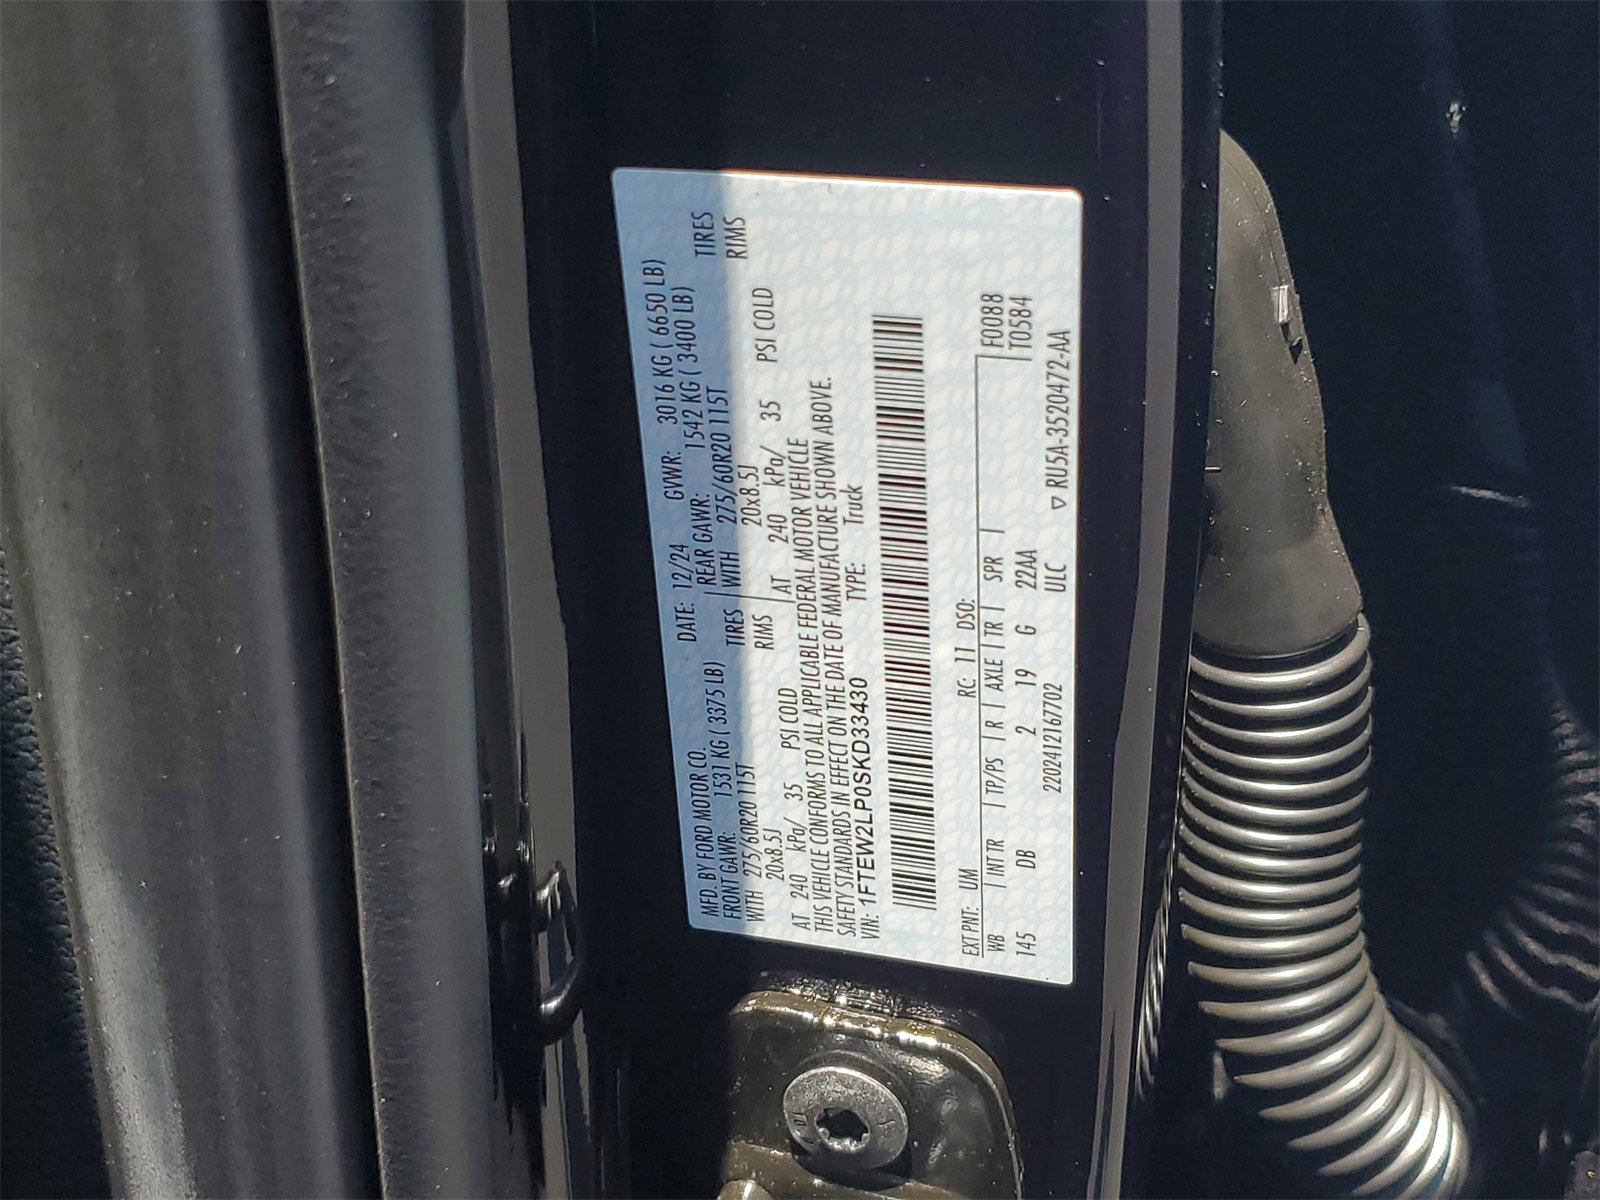 MFD. BY FORD MOTOR CO. DATE: 12/24 GVWR: 3016 KG ( 6650 LB)
FRONT GAWR: 1531 KG ( 3375 LB) REAR GAWR: 1542 KG ( 3400 LB)
WITH 275/60R20 115T TIRES WITH 275/60R20 115T TIRES
20x8.5J RIMS 20x8.5J RIMS
AT 240 kPa/ 35 PSI COLD AT 240 kPa/ 35 PSI COLD
THIS VEHICLE CONFORMS TO ALL APPLICABLE FEDERAL MOTOR VEHICLE
SAFETY STANDARDS IN EFFECT ON THE DATE OF MANUFACTURE SHOWN ABOVE.
VIN: 1FTEW2LP0SKD33430 TYPE: Truck
EXT PNT: UM RC: 11 DSO:
WB | INT TR | TP/PS | R | AXLE | TR | SPR | F0088
145 DB 2 19 G 22AA T0584
2202412167702 ULC ▽ RU5A-3520472-AA